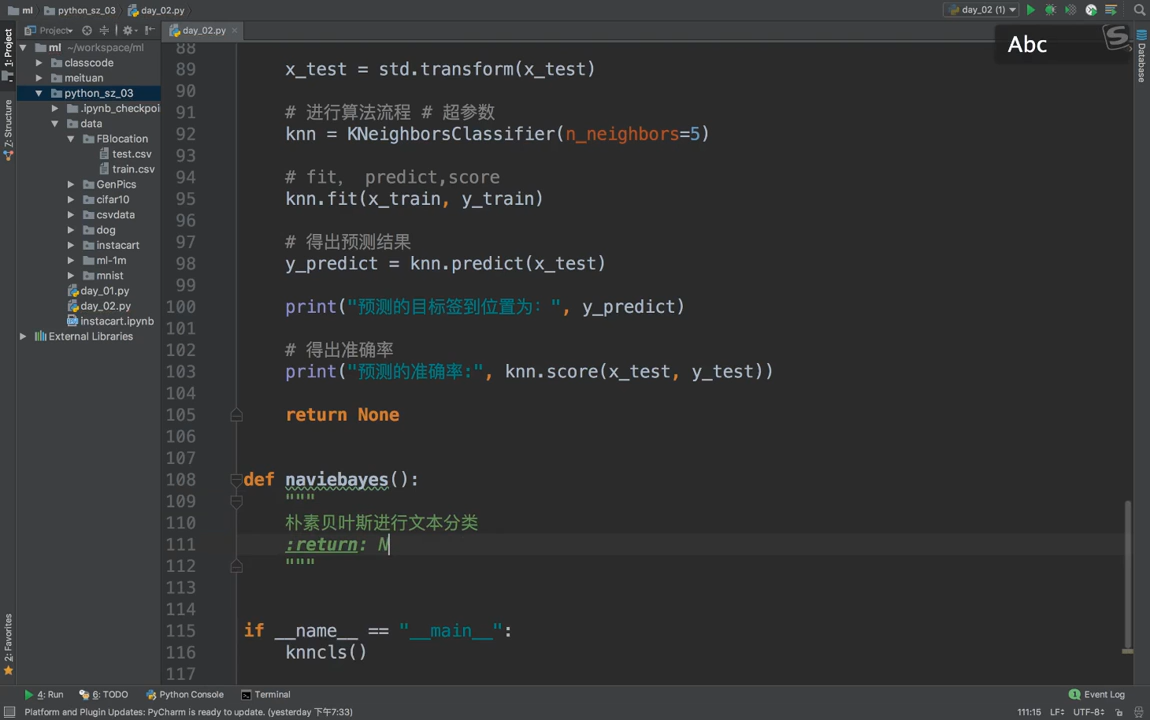 ml
python_sz_03
day_02.py
day_02 (1)
Project
day_02.py
Abc
1: Project
Z: Structure
2: Favorites
Database
ml ~/workspace/ml
classcode
meituan
python_sz_03
.ipynb_checkpoi
data
FBlocation
test.csv
train.csv
GenPics
cifar10
csvdata
dog
instacart
ml-1m
mnist
day_01.py
day_02.py
instacart.ipynb
External Libraries
88
89 x_test = std.transform(x_test)
90
91 # 进行算法流程 # 超参数
92 knn = KNeighborsClassifier(n_neighbors=5)
93
94 # fit, predict,score
95 knn.fit(x_train, y_train)
96
97 # 得出预测结果
98 y_predict = knn.predict(x_test)
99
100 print("预测的目标签到位置为：", y_predict)
101
102 # 得出准确率
103 print("预测的准确率:", knn.score(x_test, y_test))
104
105 return None
106
107
108 def naviebayes():
109 """
110 朴素贝叶斯进行文本分类
111 :return: N
112 """
113
114
115 if __name__ == "__main__":
116 knncls()
117
4: Run
6: TODO
Python Console
Terminal
1 Event Log
Platform and Plugin Updates: PyCharm is ready to update. (yesterday 下午7:33)
111:15 LF÷ UTF-8÷